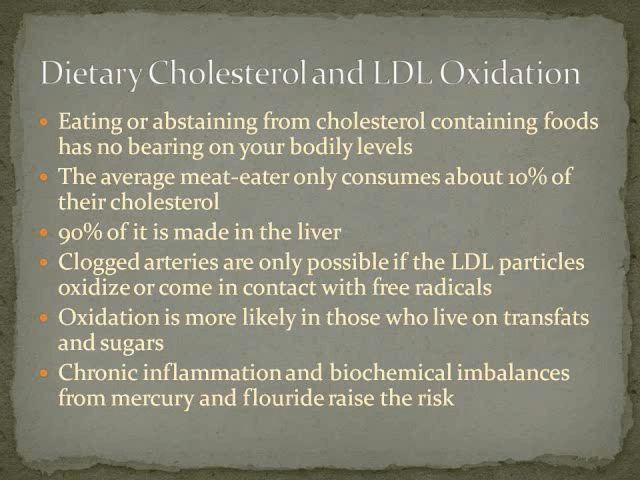 Dietary Cholesterol and LDL Oxidation
• Eating or abstaining from cholesterol containing foods
has no bearing on your bodily levels
• The average meat-eater only consumes about 10% of
their cholesterol
• 90% of it is made in the liver
• Clogged arteries are only possible if the LDL particles
oxidize or come in contact with free radicals
• Oxidation is more likely in those who live on transfats
and sugars
• Chronic inflammation and biochemical imbalances
from mercury and flouride raise the risk